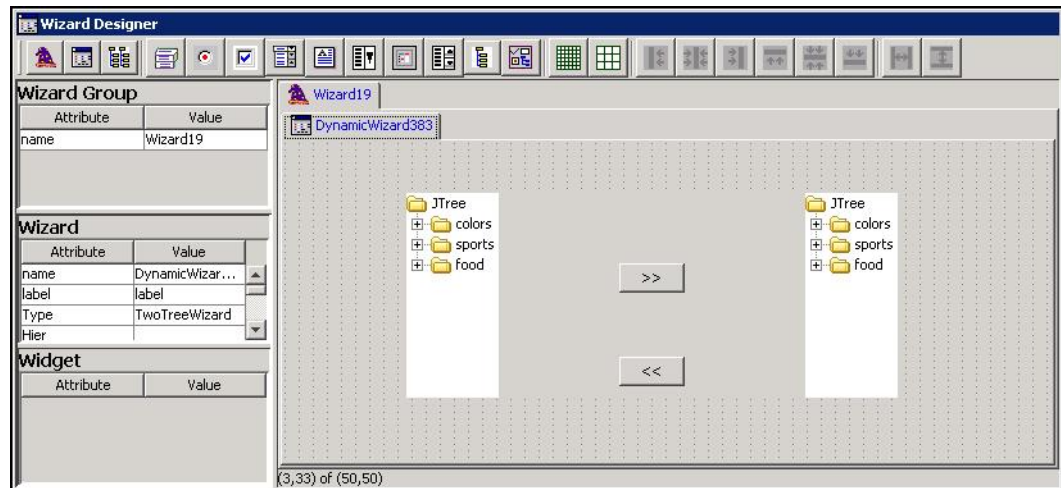 Wizard Designer
Wizard Group
Attribute Value
name Wizard19
Wizard
Attribute Value
name DynamicWizar...
label label
Type TwoTreeWizard
Hier
Widget
Attribute Value
Wizard19
DynamicWizard383
JTree
colors
sports
food
>>
<<
JTree
colors
sports
food
(3,33) of (50,50)